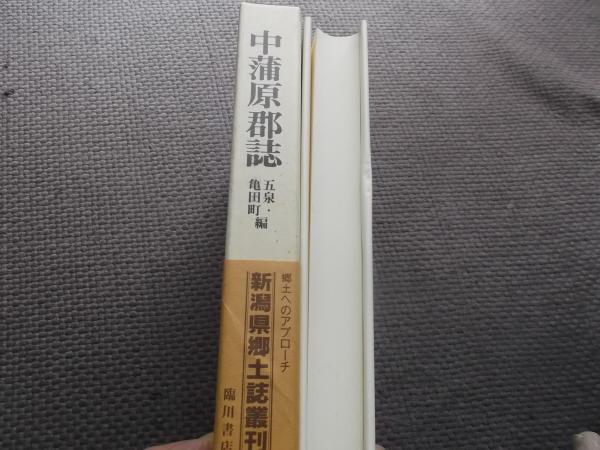 中蒲原郡誌
五泉・
亀田町編
郷土へのアプローチ
新潟県郷土誌叢刊
臨川書店